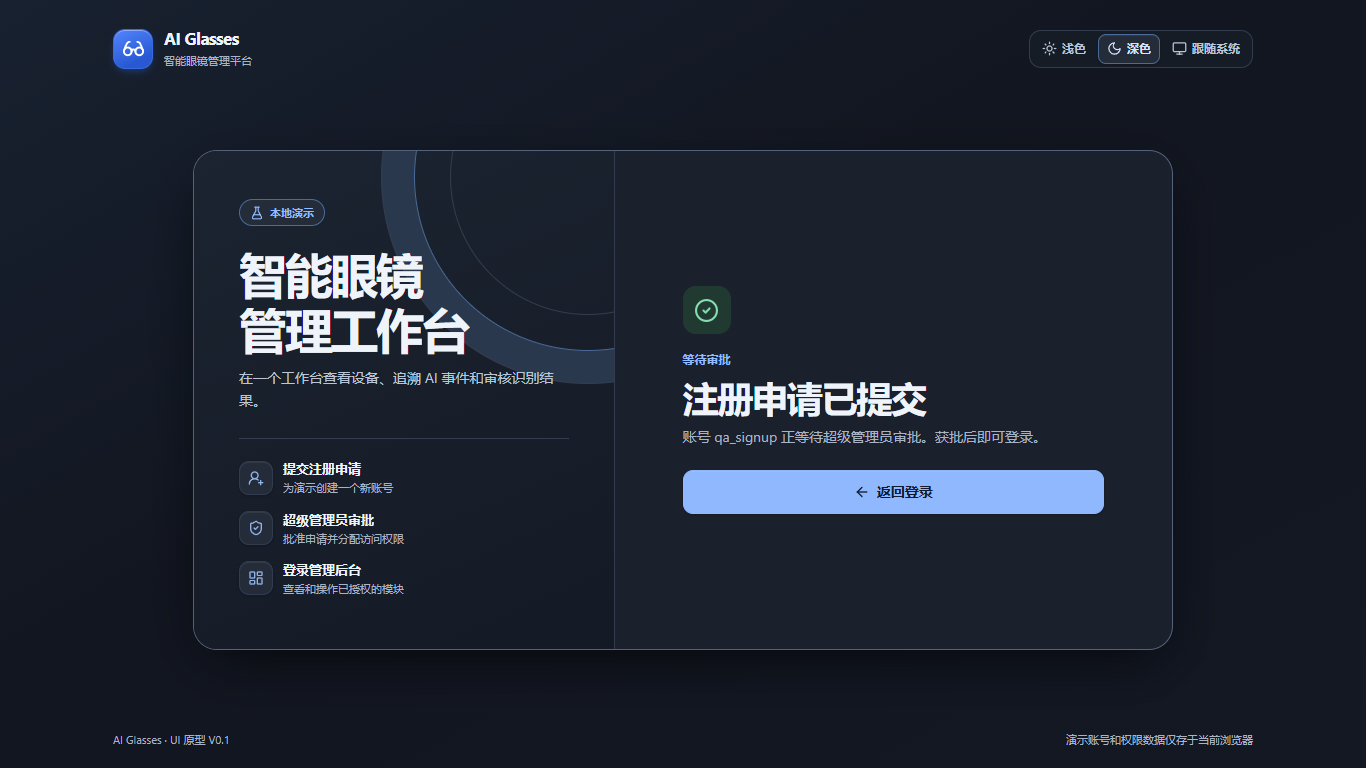 AI Glasses
智能眼镜管理平台
浅色
深色
跟随系统
本地演示
智能眼镜
管理工作台
在一个工作台查看设备、追溯 AI 事件和审核识别结
果。
提交注册申请
为演示创建一个新账号
超级管理员审批
批准申请并分配访问权限
登录管理后台
查看和操作已授权的模块
等待审批
注册申请已提交
账号 qa_signup 正等待超级管理员审批。获批后即可登录。
返回登录
AI Glasses · UI 原型 V0.1
演示账号和权限数据仅存于当前浏览器